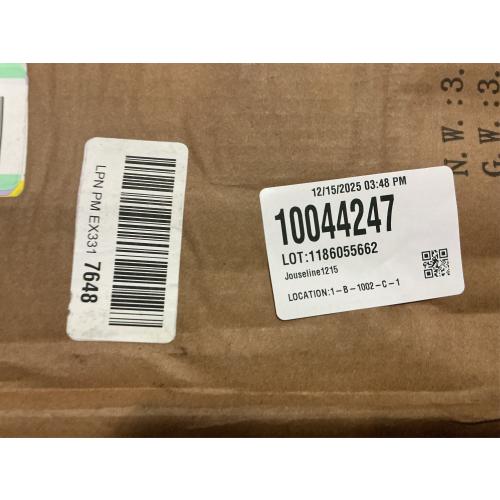 LPN PM EX331 7648
12/15/2025 03:48 PM
10044247
LOT:1186055662
Jouseline1215
LOCATION:1-B-1002-C-1
N.W.:3.
G.W.:3.